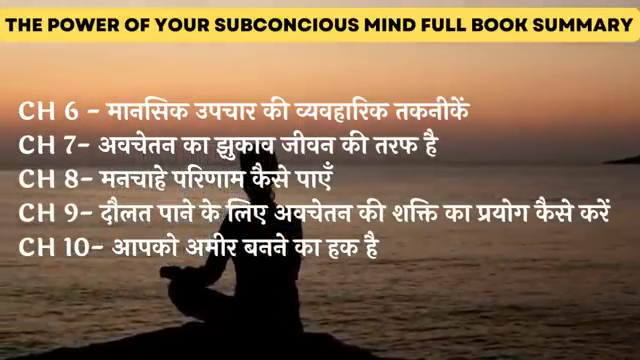 THE POWER OF YOUR SUBCONCIOUS MIND FULL BOOK SUMMARY
CH 6 - मानसिक उपचार की व्यवहारिक तकनीकें
CH 7- अवचेतन का झुकाव जीवन की तरफ है
CH 8- मनचाहे परिणाम कैसे पाएँ
CH 9- दौलत पाने के लिए अवचेतन की शक्ति का प्रयोग कैसे करें
CH 10- आपको अमीर बनने का हक है